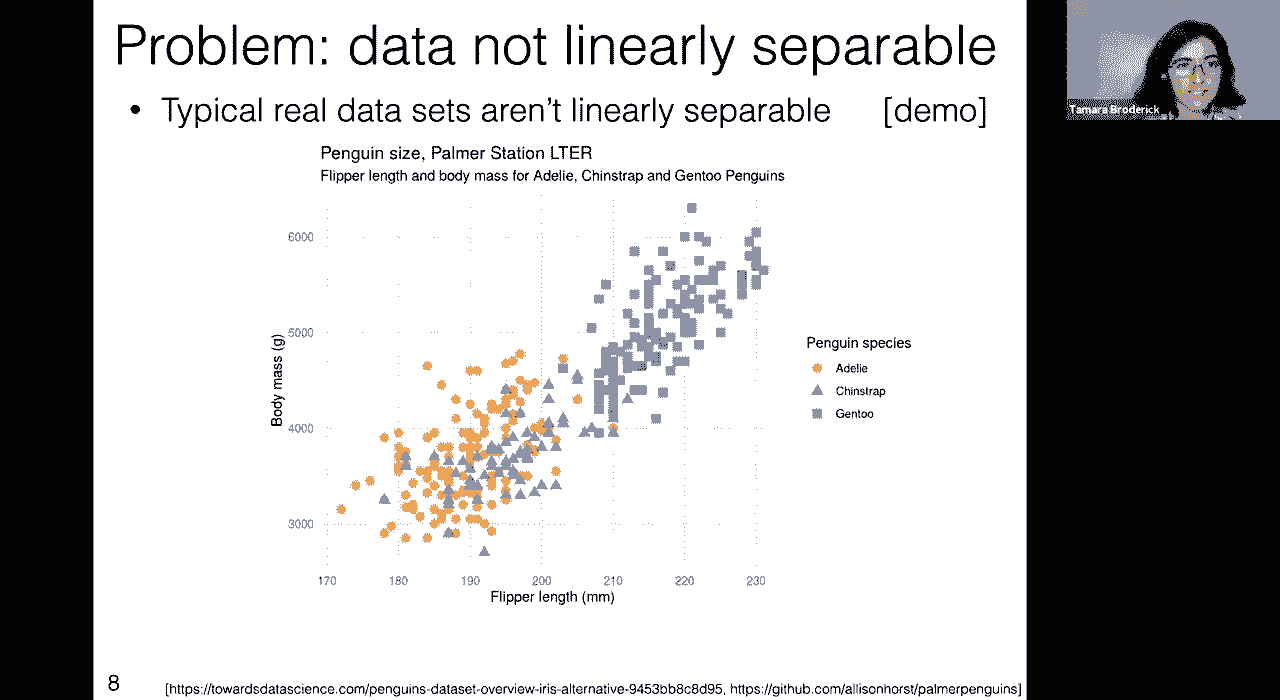 Problem: data not linearly separable
• Typical real data sets aren't linearly separable [demo]
Tamara Broderick
Penguin size, Palmer Station LTER
Flipper length and body mass for Adelie, Chinstrap and Gentoo Penguins
6000
5000
4000
3000
Body mass (g)
170 180 190 200 210 220 230
Flipper length (mm)
Penguin species
Adelie
Chinstrap
Gentoo
8
[https://towardsdatascience.com/penguins-dataset-overview-iris-alternative-9453bb8c8d95, https://github.com/allisonhorst/palmerpenguins]